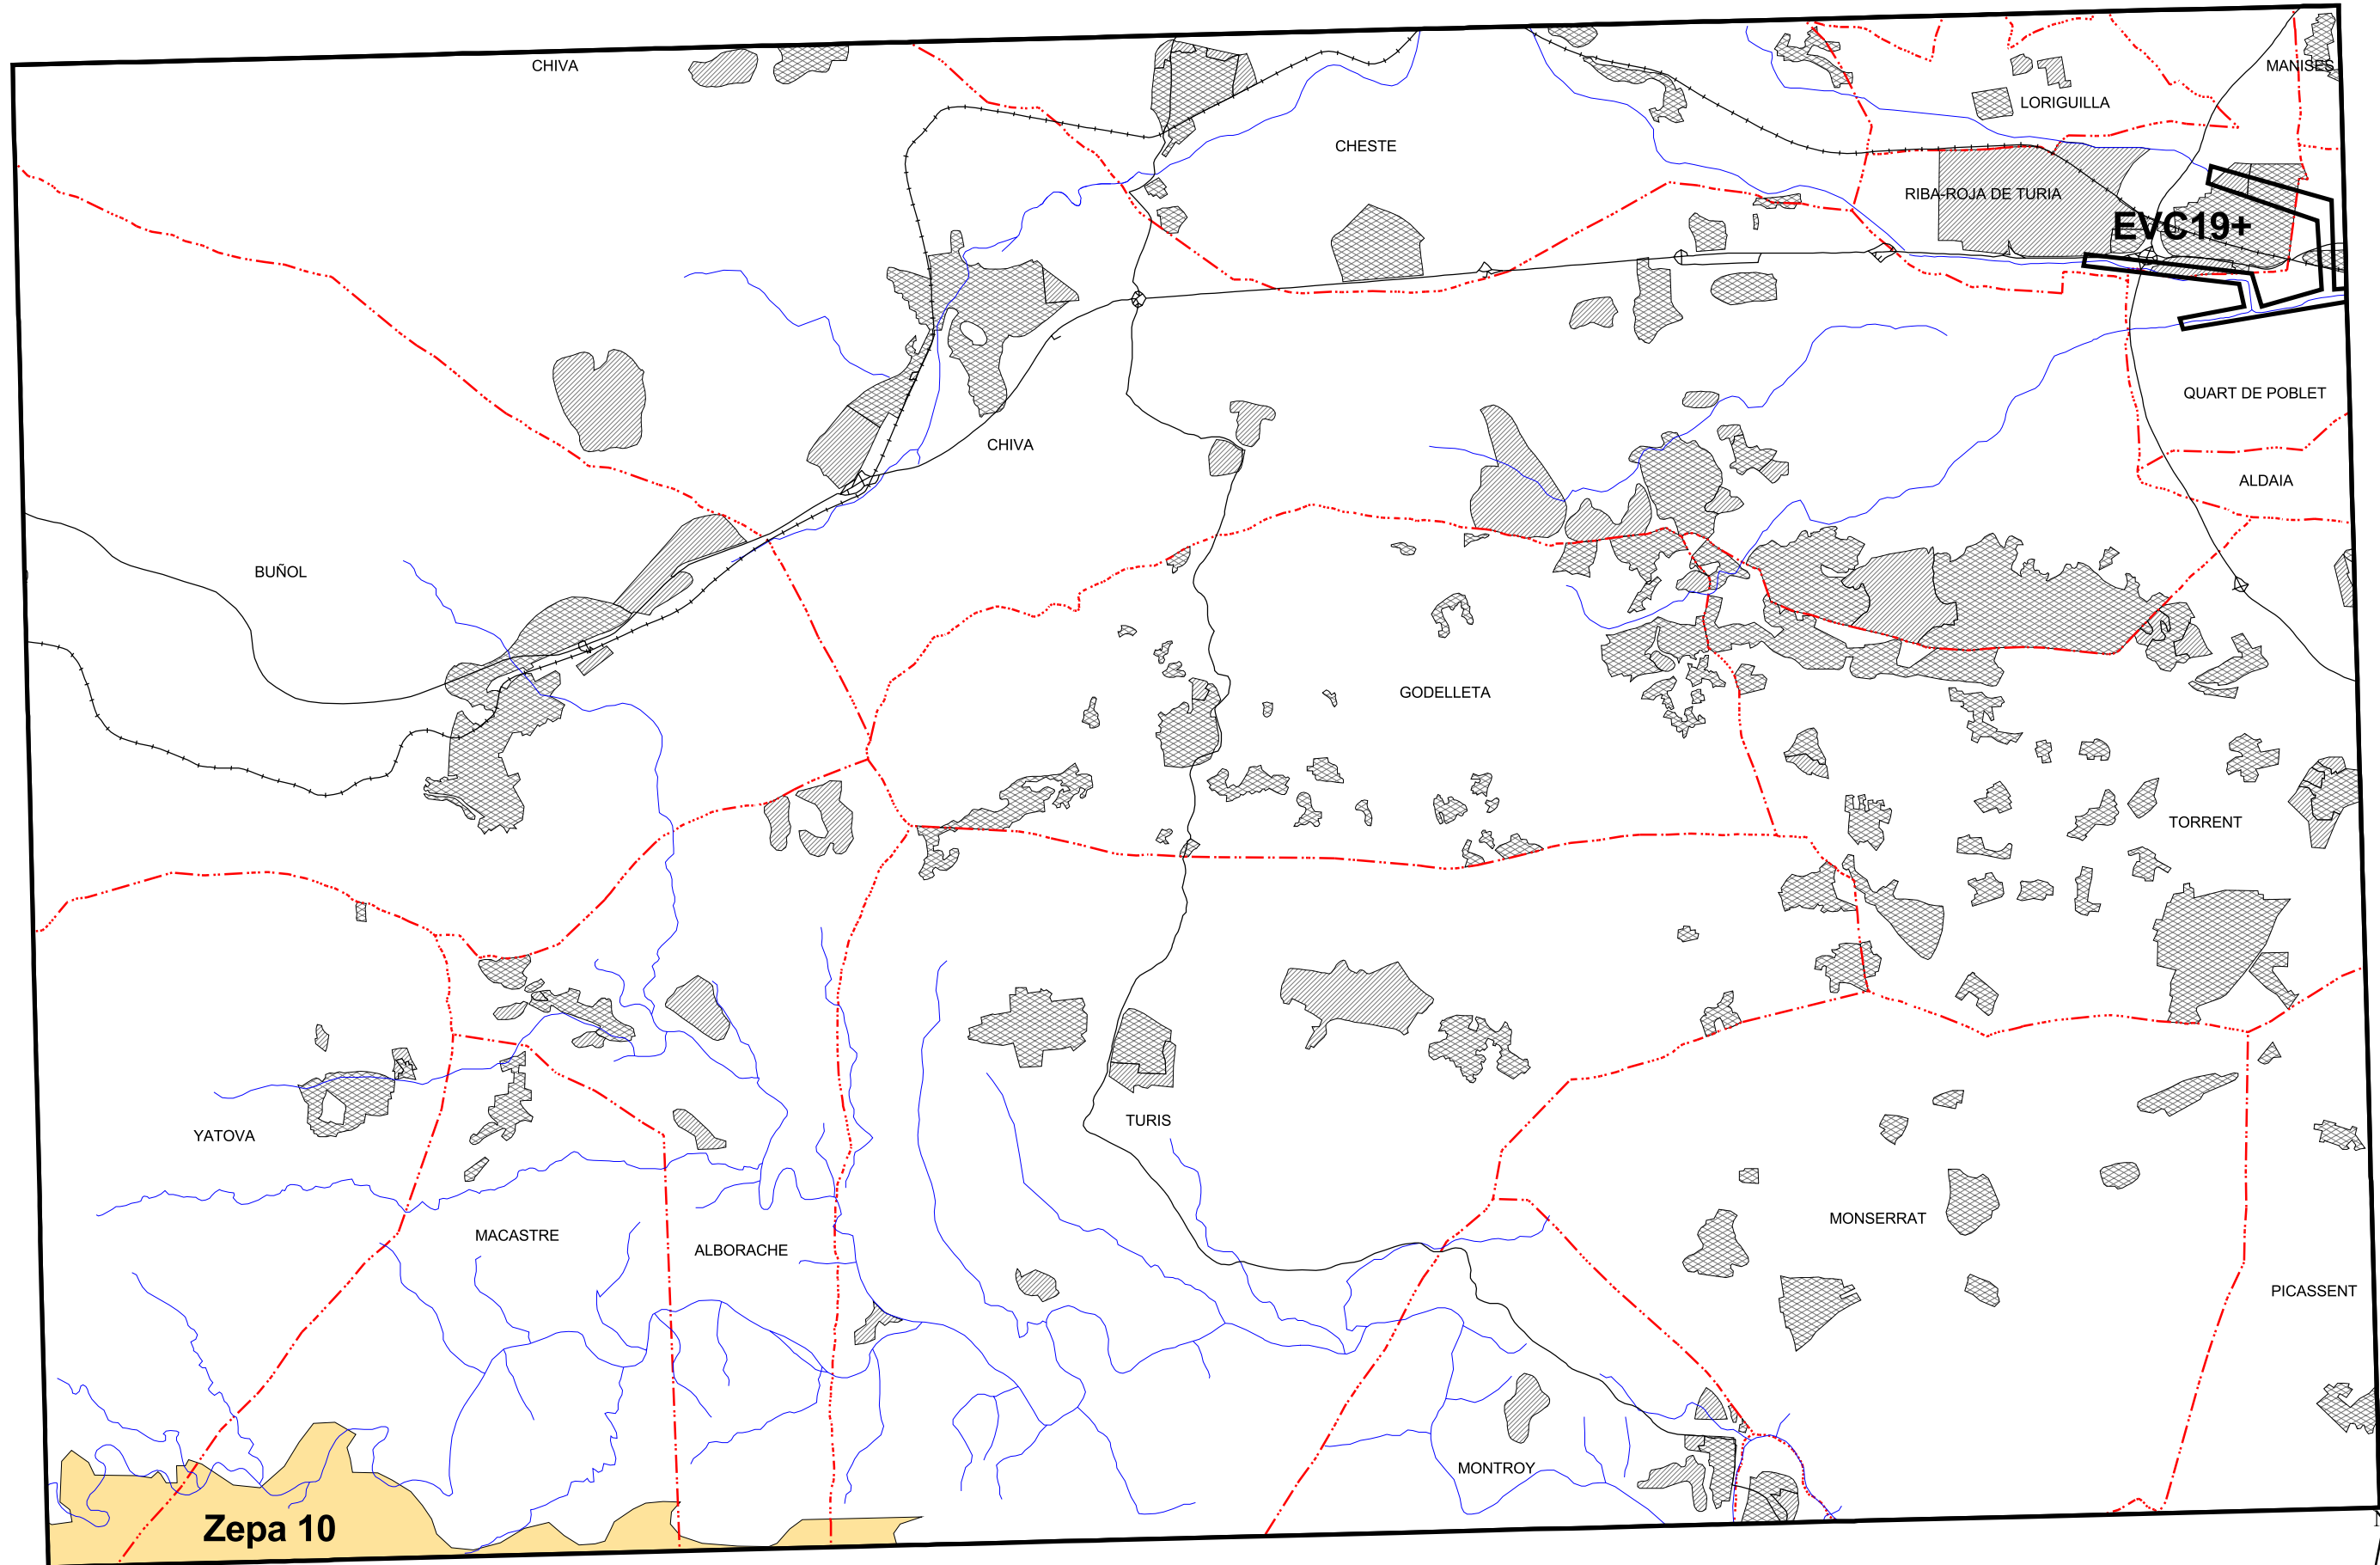 CHIVA
MANISES
LORIGUILLA
CHESTE
RIBA-ROJA DE TURIA
EVC19+
QUART DE POBLET
CHIVA
ALDAIA
BUÑOL
GODELLETA
TORRENT
TURIS
YATOVA
MONSERRAT
MACASTRE
ALBORACHE
PICASSENT
MONTROY
Zepa 10